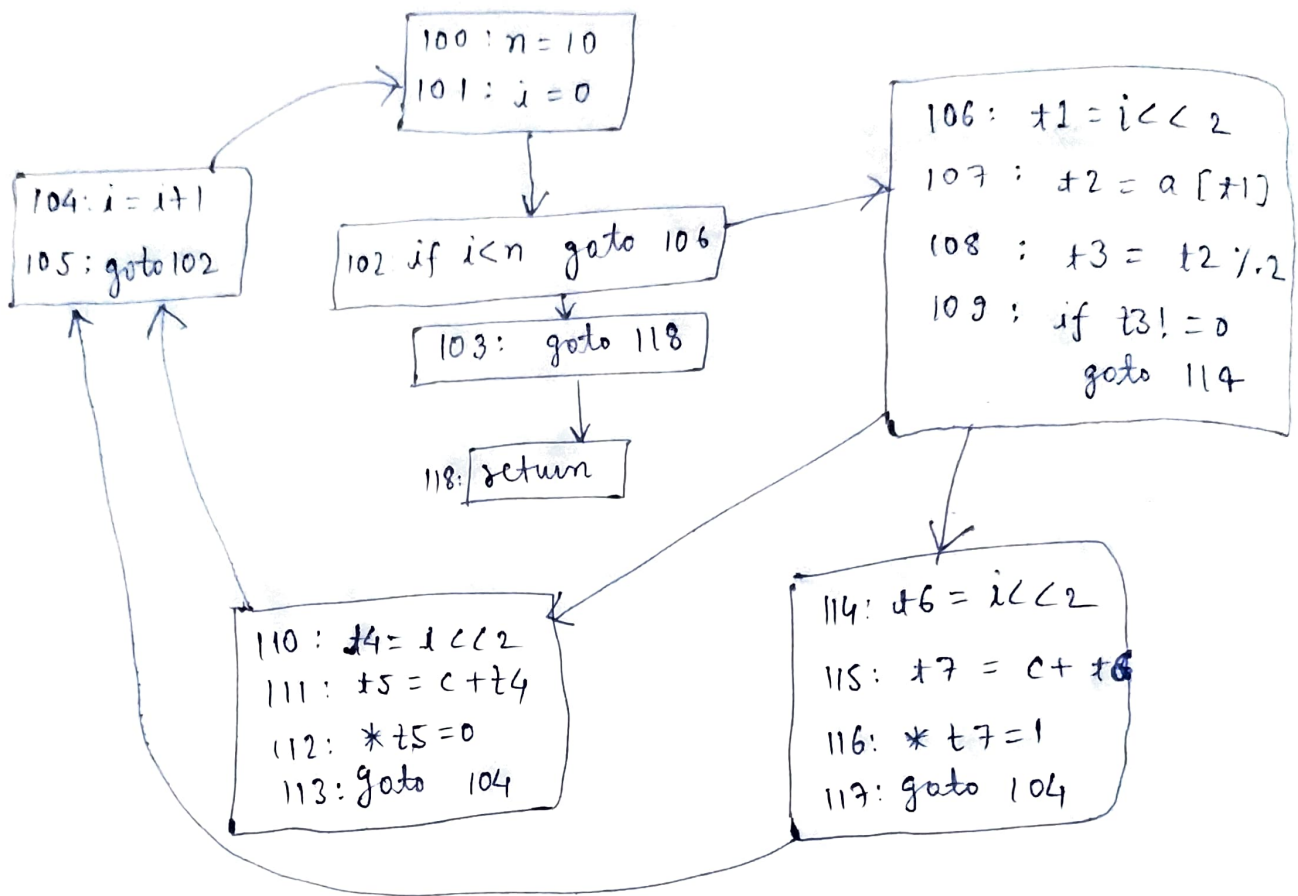 100 : n = 10
101 : i = 0
104: i = i+1
105: goto 102
102 if i<n goto 106
103: goto 118
118: return
106: t1 = i<<2
107 : t2 = a [t1]
108 : t3 = t2 %2
109 : if t3! = 0
goto 114
110 : t4 = i <<2
111 : t5 = c + t4
112: * t5 = 0
113: goto 104
114: t6 = i<<2
115: t7 = c + t6
116: * t7 = 1
117: goto 104